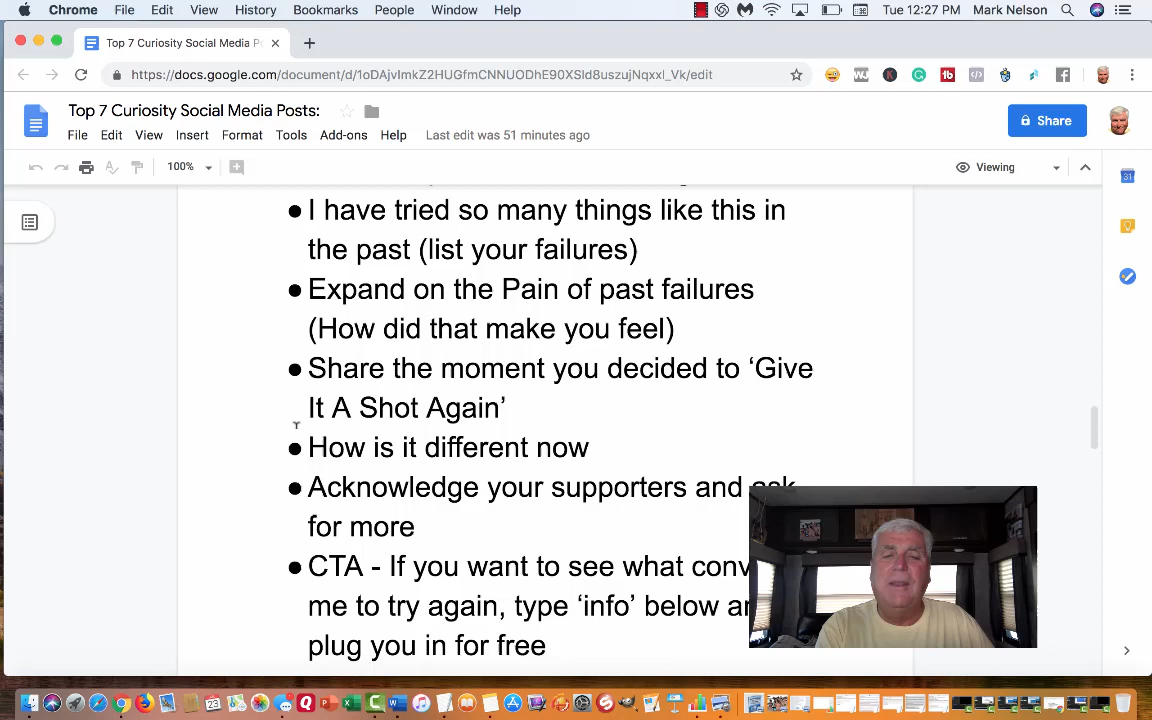 Chrome File Edit View History Bookmarks People Window Help Tue 12:27 PM Mark Nelson
Top 7 Curiosity Social Media P
https://docs.google.com/document/d/1oDAjvImkZ2HUGfmCNNUODhE90XSld8uszujNqxxl_Vk/edit
Top 7 Curiosity Social Media Posts:
Share
File Edit View Insert Format Tools Add-ons Help Last edit was 51 minutes ago
100% Viewing
● I have tried so many things like this in
the past (list your failures)
● Expand on the Pain of past failures
(How did that make you feel)
● Share the moment you decided to ‘Give
It A Shot Again’
● How is it different now
● Acknowledge your supporters and ask
for more
● CTA - If you want to see what conv
me to try again, type ‘info’ below a
plug you in for free